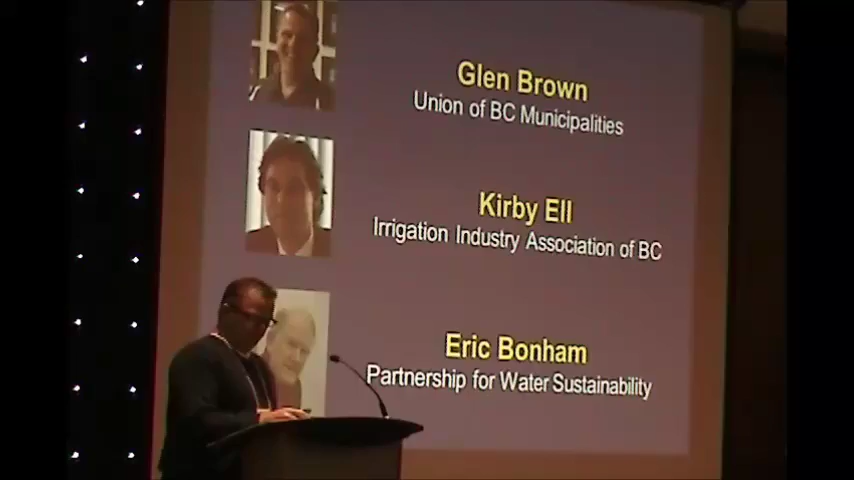 Glen Brown
Union of BC Municipalities
Kirby Ell
Irrigation Industry Association of BC
Eric Bonham
Partnership for Water Sustainability